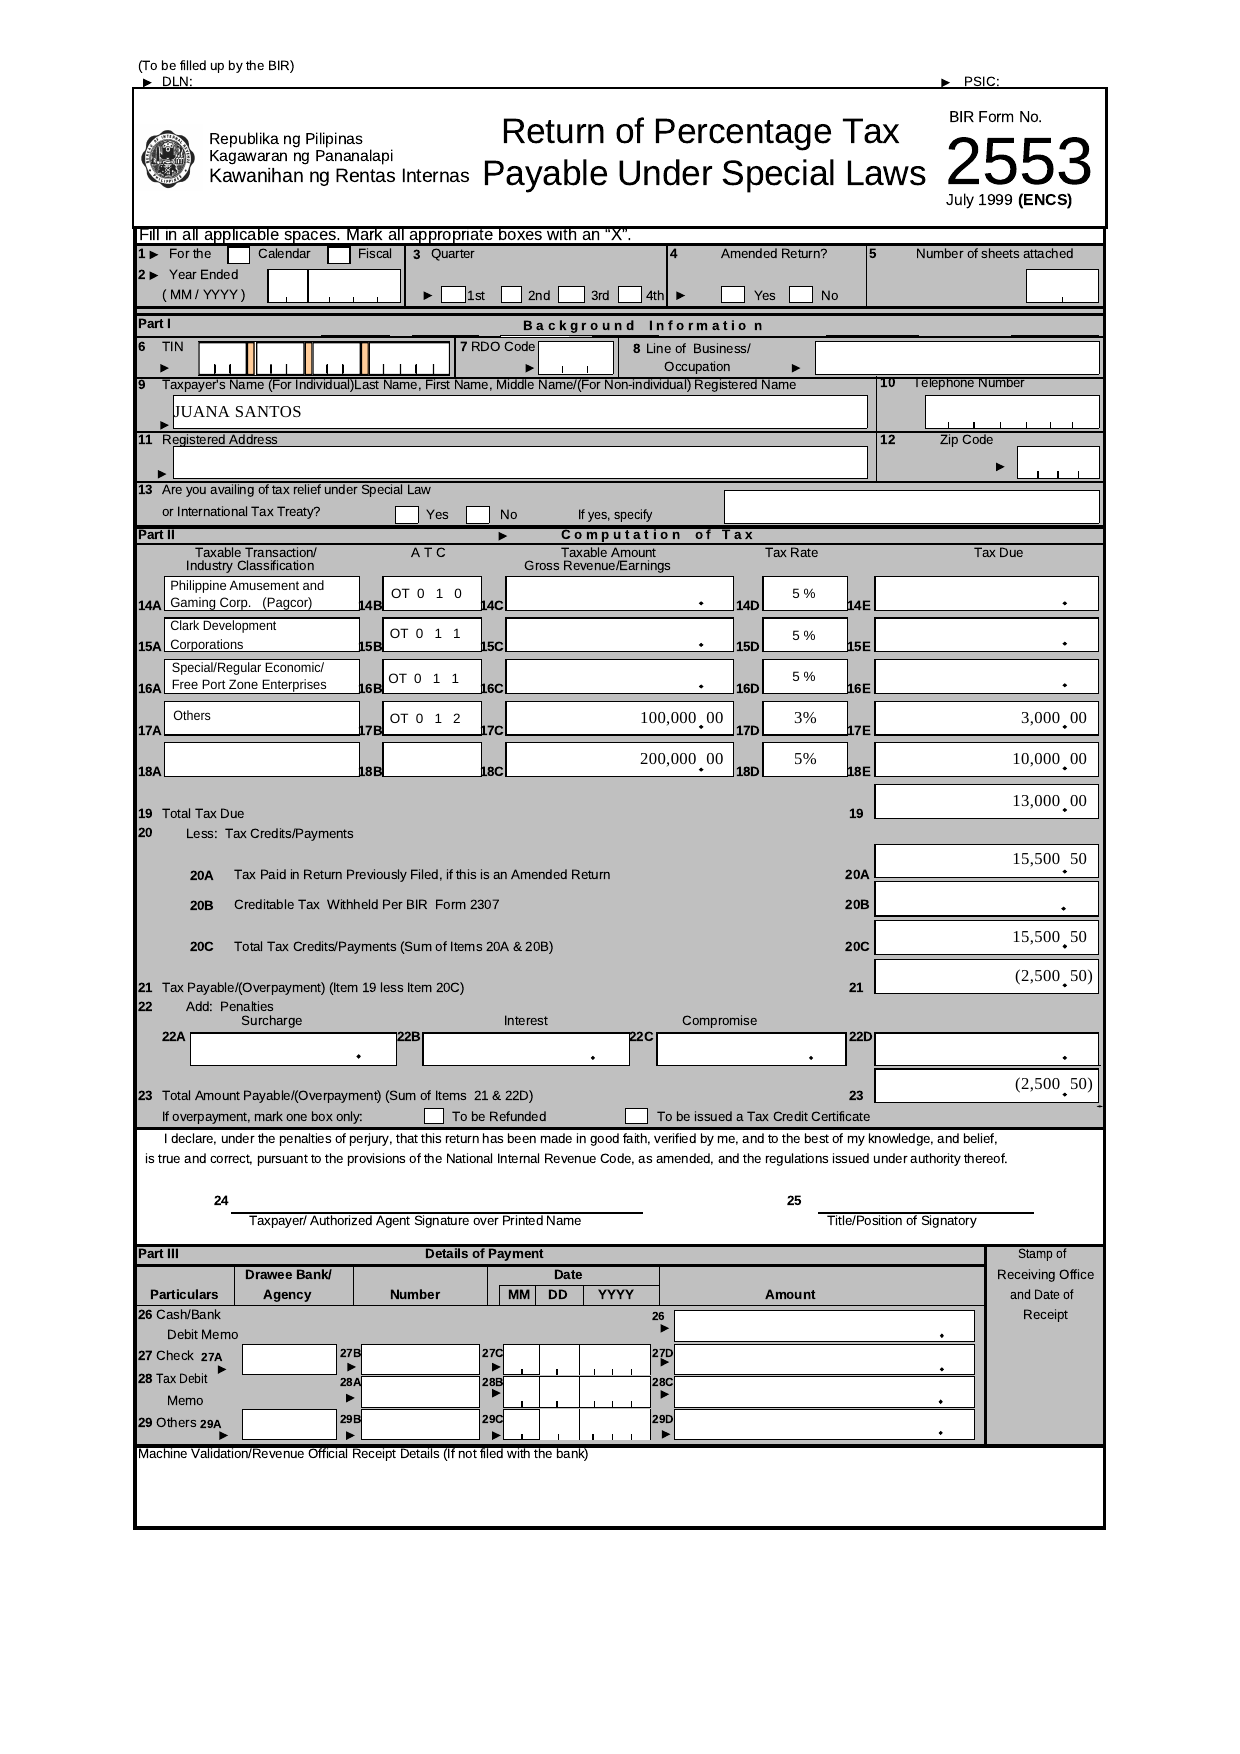 (To be filled up by the BIR)
► DLN: ► PSIC:
Republika ng Pilipinas
Kagawaran ng Pananalapi
Kawanihan ng Rentas Internas
Return of Percentage Tax
Payable Under Special Laws
BIR Form No.
2553
July 1999 (ENCS)
Fill in all applicable spaces. Mark all appropriate boxes with an “X”.
1 ► For the Calendar Fiscal 3 Quarter 4 Amended Return? 5 Number of sheets attached
2 ► Year Ended
( MM / YYYY ) ► 1st 2nd 3rd 4th ► Yes No
Part I Background Information
6 TIN 7 RDO Code 8 Line of Business/
► ► Occupation ►
9 Taxpayer's Name (For Individual)Last Name, First Name, Middle Name/(For Non-individual) Registered Name 10 Telephone Number
► JUANA SANTOS
11 Registered Address 12 Zip Code
► ►
13 Are you availing of tax relief under Special Law
or International Tax Treaty? Yes No If yes, specify
Part II ► Computation of Tax
Taxable Transaction/ A T C Taxable Amount Tax Rate Tax Due
Industry Classification Gross Revenue/Earnings
Philippine Amusement and
14A Gaming Corp. (Pagcor) 14B OT 0 1 0 14C . 14D 5 % 14E .
Clark Development
15A Corporations 15B OT 0 1 1 15C . 15D 5 % 15E .
Special/Regular Economic/
16A Free Port Zone Enterprises 16B OT 0 1 1 16C . 16D 5 % 16E .
17A Others 17B OT 0 1 2 17C 100,000.00 17D 3% 17E 3,000.00
18A 18B 18C 200,000.00 18D 5% 18E 10,000.00
19 Total Tax Due 19 13,000.00
20 Less: Tax Credits/Payments
20A Tax Paid in Return Previously Filed, if this is an Amended Return 20A 15,500.50
20B Creditable Tax Withheld Per BIR Form 2307 20B .
20C Total Tax Credits/Payments (Sum of Items 20A & 20B) 20C 15,500.50
21 Tax Payable/(Overpayment) (Item 19 less Item 20C) 21 (2,500.50)
22 Add: Penalties
Surcharge Interest Compromise
22A . 22B . 22C . 22D .
23 Total Amount Payable/(Overpayment) (Sum of Items 21 & 22D) 23 (2,500.50)
If overpayment, mark one box only: To be Refunded To be issued a Tax Credit Certificate
I declare, under the penalties of perjury, that this return has been made in good faith, verified by me, and to the best of my knowledge, and belief,
is true and correct, pursuant to the provisions of the National Internal Revenue Code, as amended, and the regulations issued under authority thereof.
24 25
Taxpayer/ Authorized Agent Signature over Printed Name Title/Position of Signatory
Part III Details of Payment Stamp of
Drawee Bank/ Date Receiving Office
Particulars Agency Number MM DD YYYY Amount and Date of
26 Cash/Bank 26 Receipt
Debit Memo ► .
27 Check 27A ► 27B ► 27C ► 27D ► .
28 Tax Debit 28A 28B 28C
Memo ► ► ► .
29 Others 29A ► 29B ► 29C ► 29D ► .
Machine Validation/Revenue Official Receipt Details (If not filed with the bank)